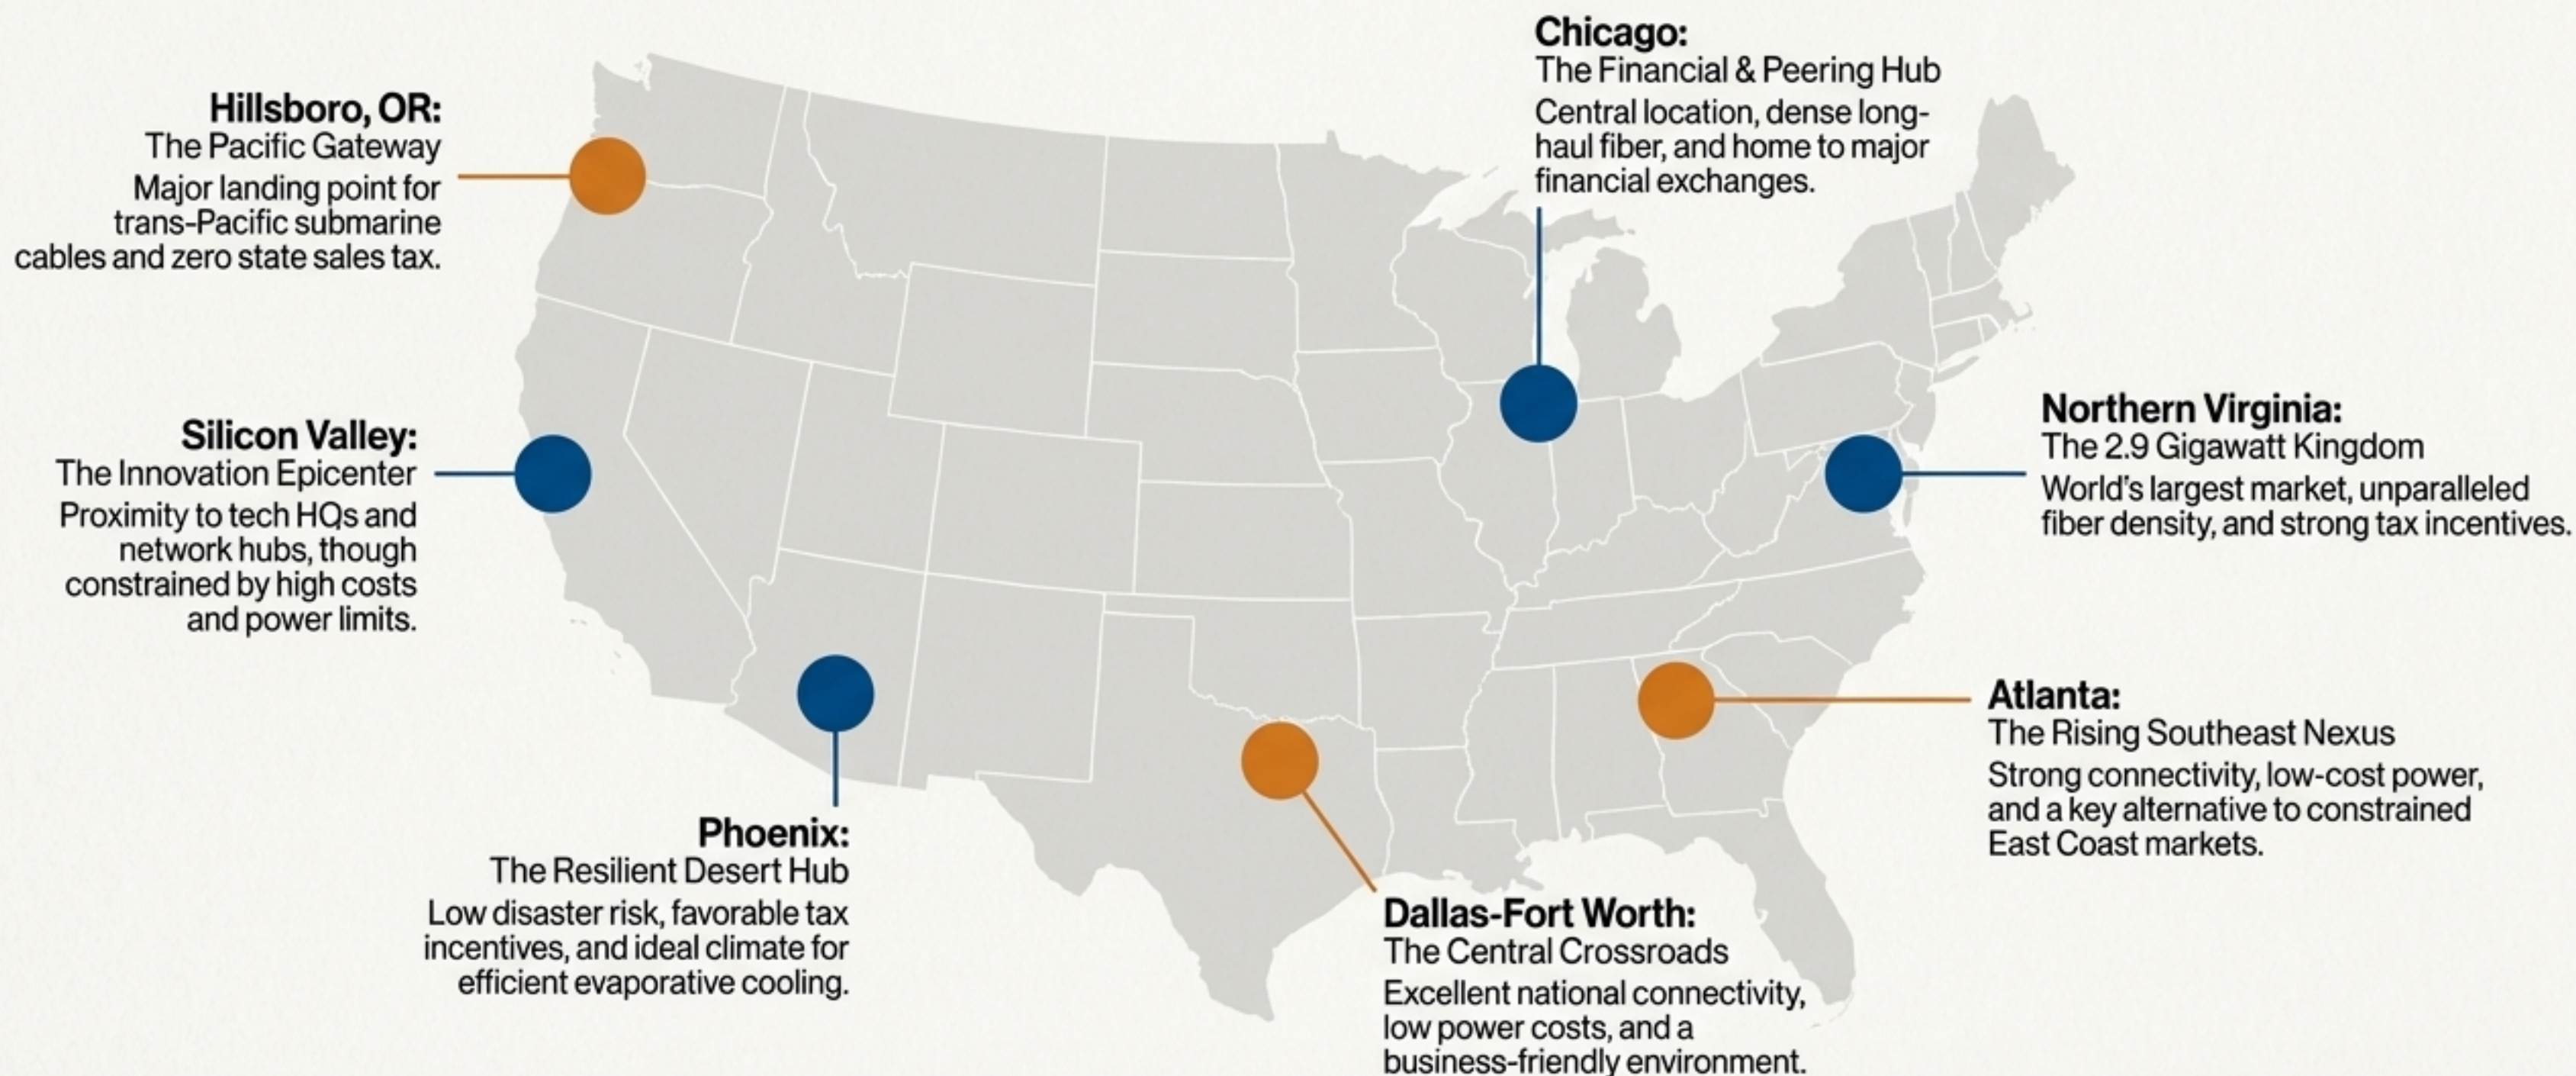 Hillsboro, OR:
The Pacific Gateway
Major landing point for
trans-Pacific submarine
cables and zero state sales tax.
Chicago:
The Financial & Peering Hub
Central location, dense long-
haul fiber, and home to major
financial exchanges.
Silicon Valley:
The Innovation Epicenter
Proximity to tech HQs and
network hubs, though
constrained by high costs
and power limits.
Northern Virginia:
The 2.9 Gigawatt Kingdom
World's largest market, unparalleled
fiber density, and strong tax incentives.
Phoenix:
The Resilient Desert Hub
Low disaster risk, favorable tax
incentives, and ideal climate for
efficient evaporative cooling.
Atlanta:
The Rising Southeast Nexus
Strong connectivity, low-cost power,
and a key alternative to constrained
East Coast markets.
Dallas-Fort Worth:
The Central Crossroads
Excellent national connectivity,
low power costs, and a
business-friendly environment.